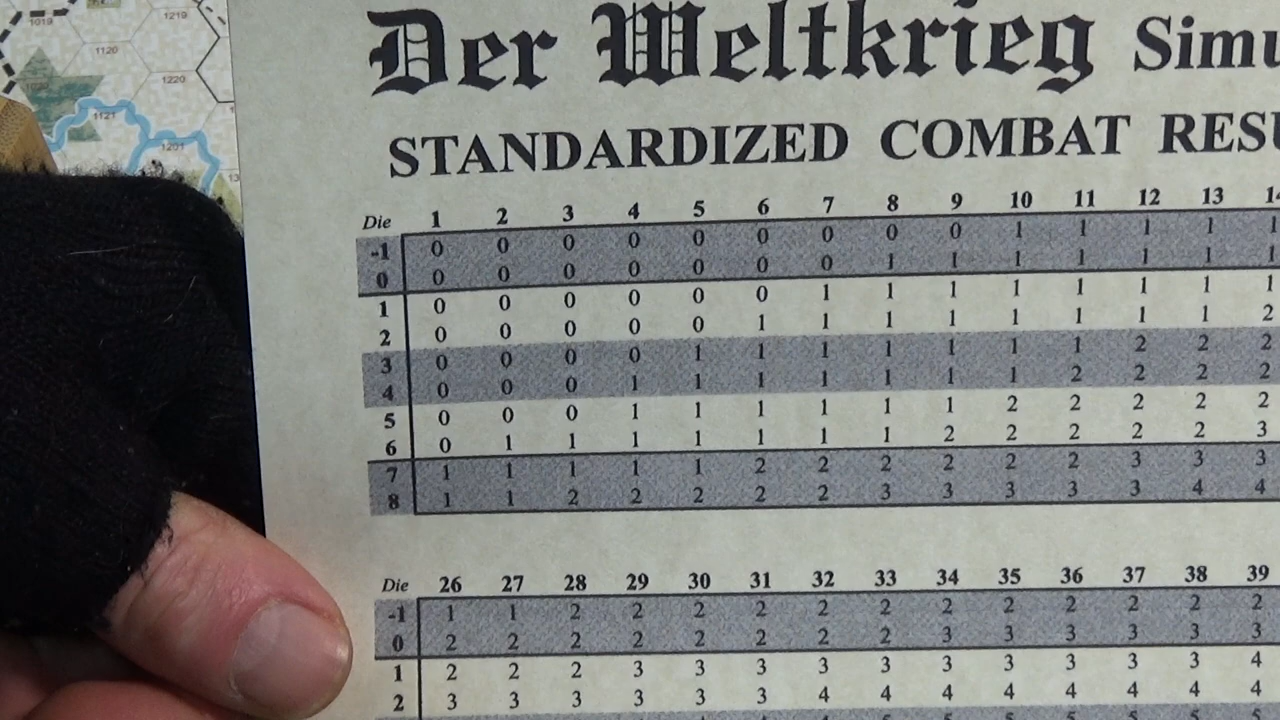 1019
1219
1120
1220
1121
1201
Der Weltkrieg Simu
STANDARDIZED COMBAT RESU
Die 1 2 3 4 5 6 7 8 9 10 11 12 13 14
-1 0 0 0 0 0 0 0 0 0 1 1 1 1 1
0 0 0 0 0 0 0 0 1 1 1 1 1 1 1
1 0 0 0 0 0 0 1 1 1 1 1 1 1 1
2 0 0 0 0 0 1 1 1 1 1 1 1 1 2
3 0 0 0 0 1 1 1 1 1 1 1 2 2 2
4 0 0 0 1 1 1 1 1 1 1 2 2 2 2
5 0 0 0 1 1 1 1 1 1 2 2 2 2 2
6 0 1 1 1 1 1 1 1 2 2 2 2 2 3
7 1 1 1 1 1 2 2 2 2 2 2 3 3 3
8 1 1 2 2 2 2 2 3 3 3 3 3 4 4
Die 26 27 28 29 30 31 32 33 34 35 36 37 38 39
-1 1 1 2 2 2 2 2 2 2 2 2 2 2 2
0 2 2 2 2 2 2 2 2 3 3 3 3 3 3
1 2 2 2 3 3 3 3 3 3 3 3 3 3 4
2 3 3 3 3 3 3 4 4 4 4 4 4 4 4